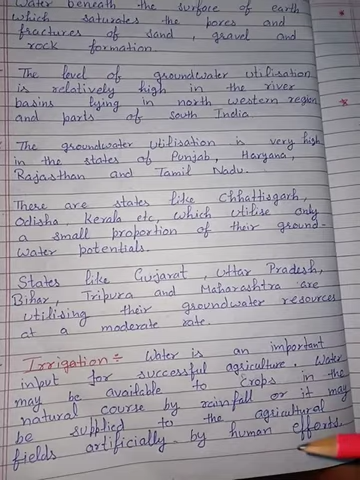 Water beneath the surface of earth
which saturates the pores and
fractures of sand, gravel and
rock formation.
The level of groundwater utilisation
is relatively high in the river
basins lying in north western region
and parts of south India
The groundwater utilisation is very high
in the states of Punjab, Haryana,
Rajasthan and Tamil Nadu.
There are states like Chhattisgarh,
Odisha Kerala etc, which utilise only
a small proportion of their ground-
water potentials.
States like Gujarat, Uttar Pradesh,
Bihar, Tripura and Maharashtra are
utilising their groundwater resources
at a moderate rate.
Irrigation :- Water is an important
input for successful agriculture. Water
may be available to crops in the
natural course by rainfall or it may
be supplied to the agricultural
fields artificially by human efforts.